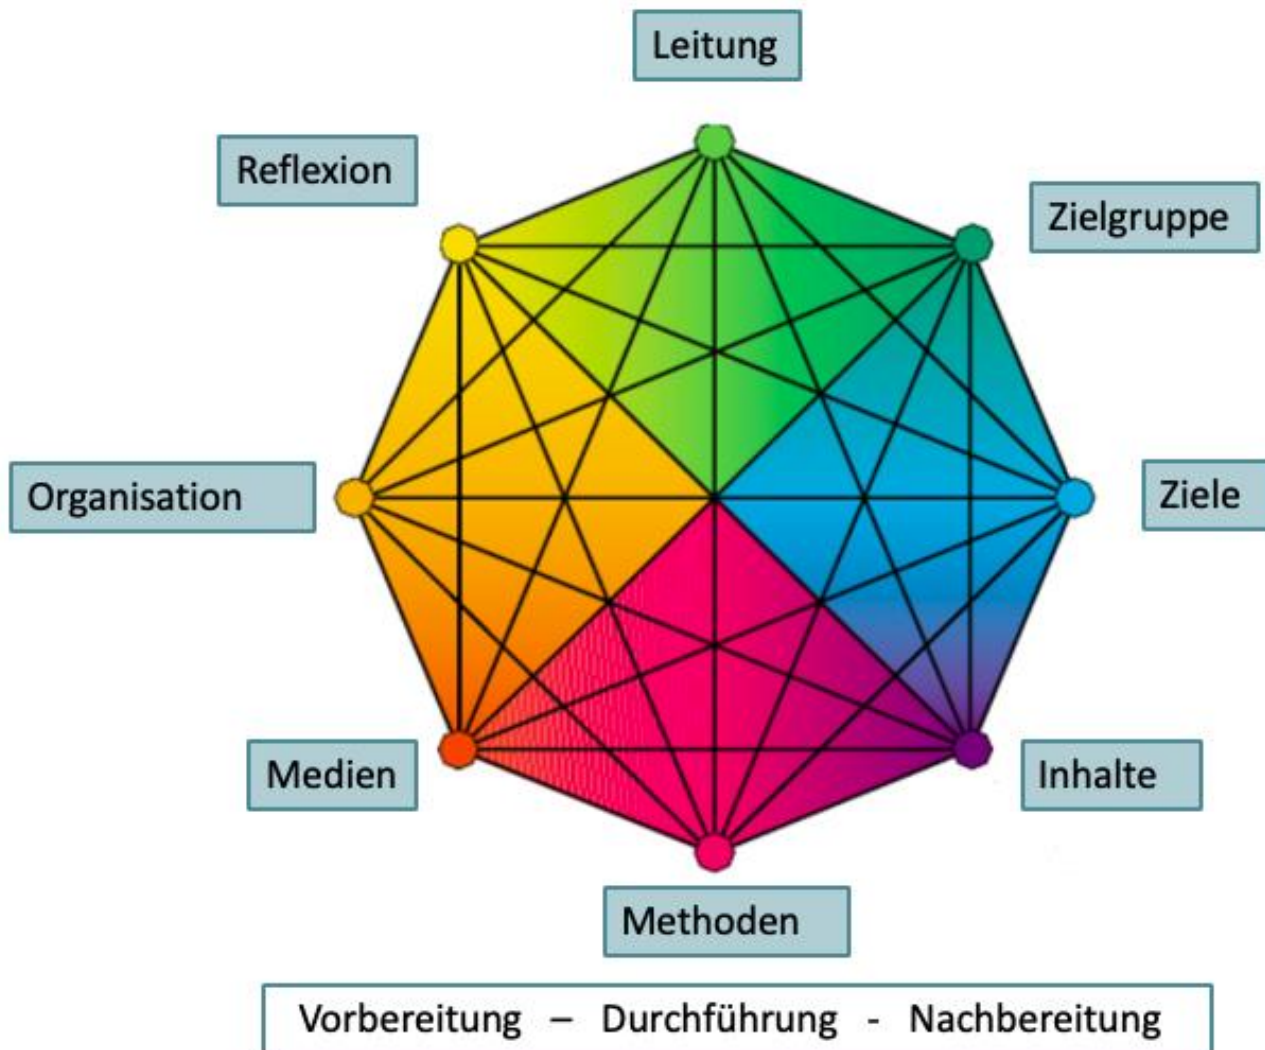 Leitung
Reflexion
Zielgruppe
Organisation
Ziele
Medien
Inhalte
Methoden
Vorbereitung – Durchführung - Nachbereitung